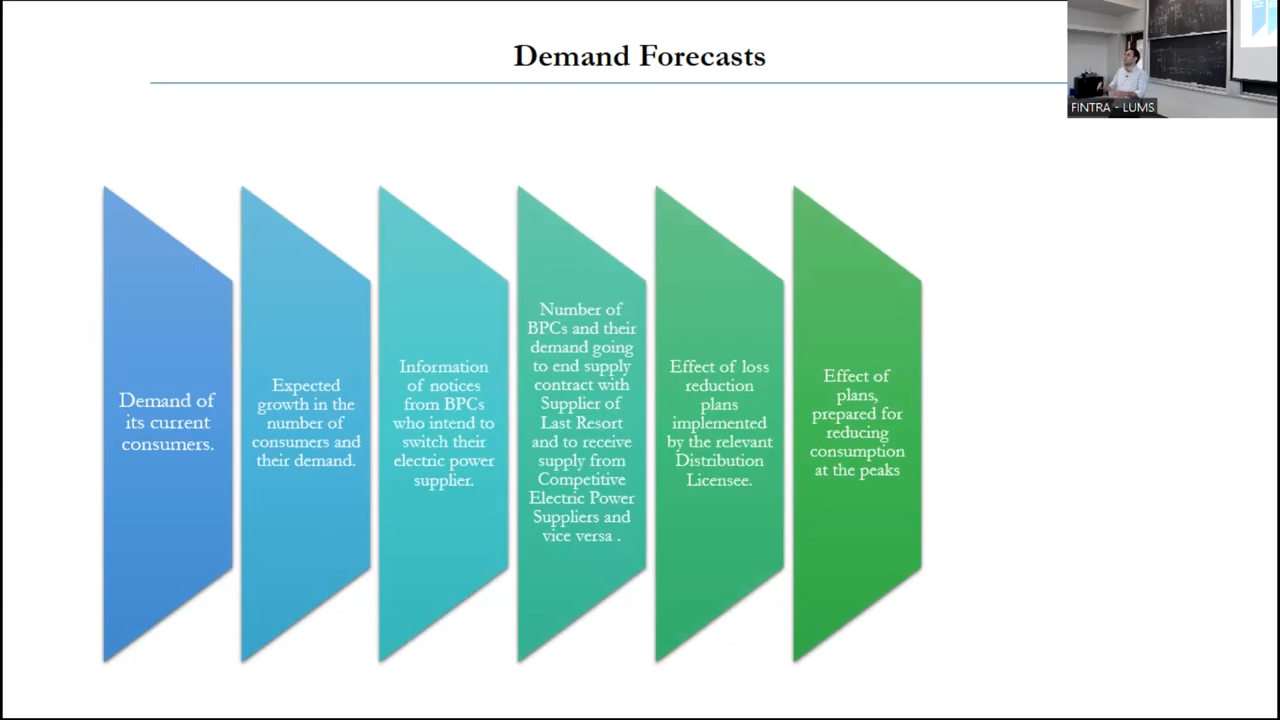 Demand Forecasts
FINTRA - LUMS
Demand of
its current
consumers.
Expected
growth in the
number of
consumers and
their demand.
Information
of notices
from BPCs
who intend to
switch their
electric power
supplier.
Number of
BPCs and their
demand going
to end supply
contract with
Supplier of
Last Resort
and to receive
supply from
Competitive
Electric Power
Suppliers and
vice versa .
Effect of loss
reduction
plans
implemented
by the relevant
Distribution
Licensee.
Effect of
plans,
prepared for
reducing
consumption
at the peaks